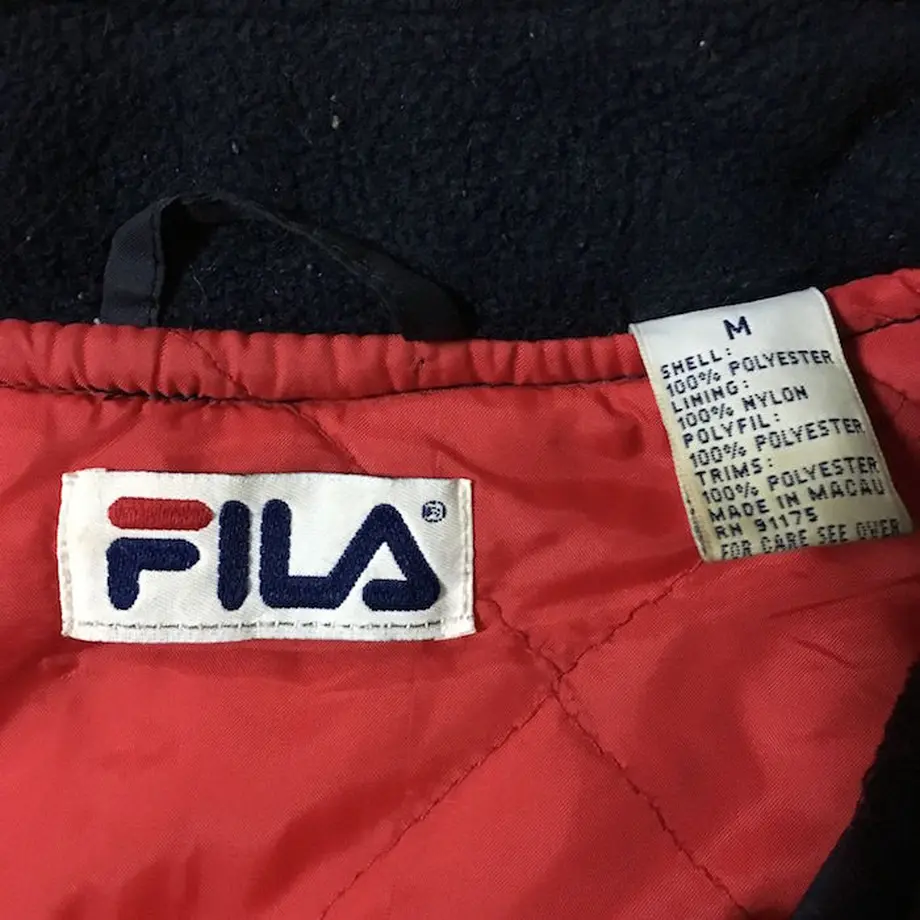 FILA®
M
SHELL:
100% POLYESTER
LINING:
100% NYLON
POLYFIL:
100% POLYESTER
TRIMS:
100% POLYESTER
MADE IN MACAU
RN 91175
FOR CARE SEE OVER